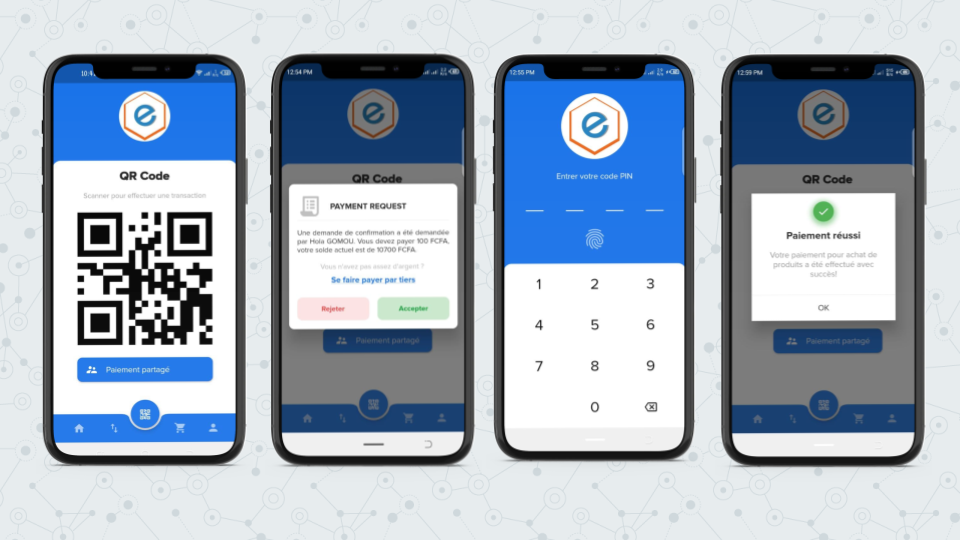 10:4
QR Code
Scanner pour effectuer une transaction
Paiement partagé
12:54 PM
QR Code
PAYMENT REQUEST
Une demande de confirmation a été demandée
par Hola GOMOU. Vous devez payer 100 FCFA,
votre solde actuel est de 10700 FCFA.
Vous n'avez pas assez d'argent ?
Se faire payer par tiers
Rejeter
Accepter
Paiement partagé
12:55 PM
e
Entrer votre code PIN
1 2 3
4 5 6
7 8 9
0
12:59 PM
QR Code
Paiement réussi
Votre paiement pour achat de
produits a été effectué avec
succès!
OK
Paiement partagé